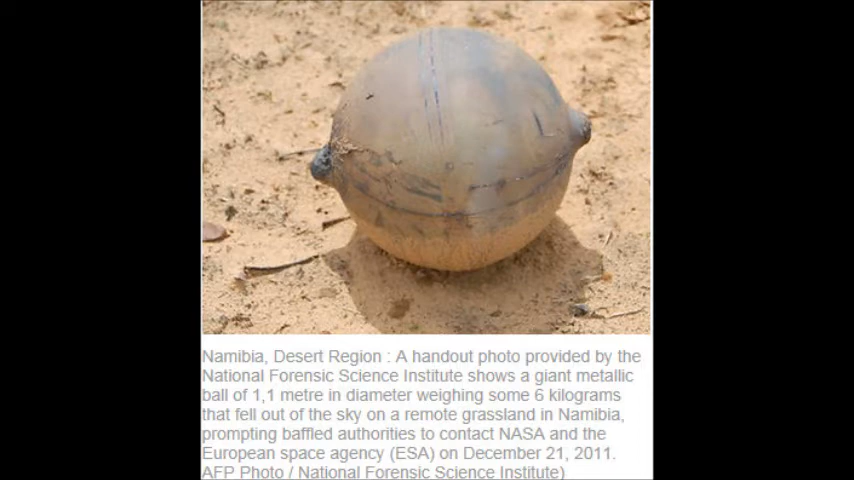 Namibia, Desert Region : A handout photo provided by the
National Forensic Science Institute shows a giant metallic
ball of 1,1 metre in diameter weighing some 6 kilograms
that fell out of the sky on a remote grassland in Namibia,
prompting baffled authorities to contact NASA and the
European space agency (ESA) on December 21, 2011.
AFP Photo / National Forensic Science Institute)